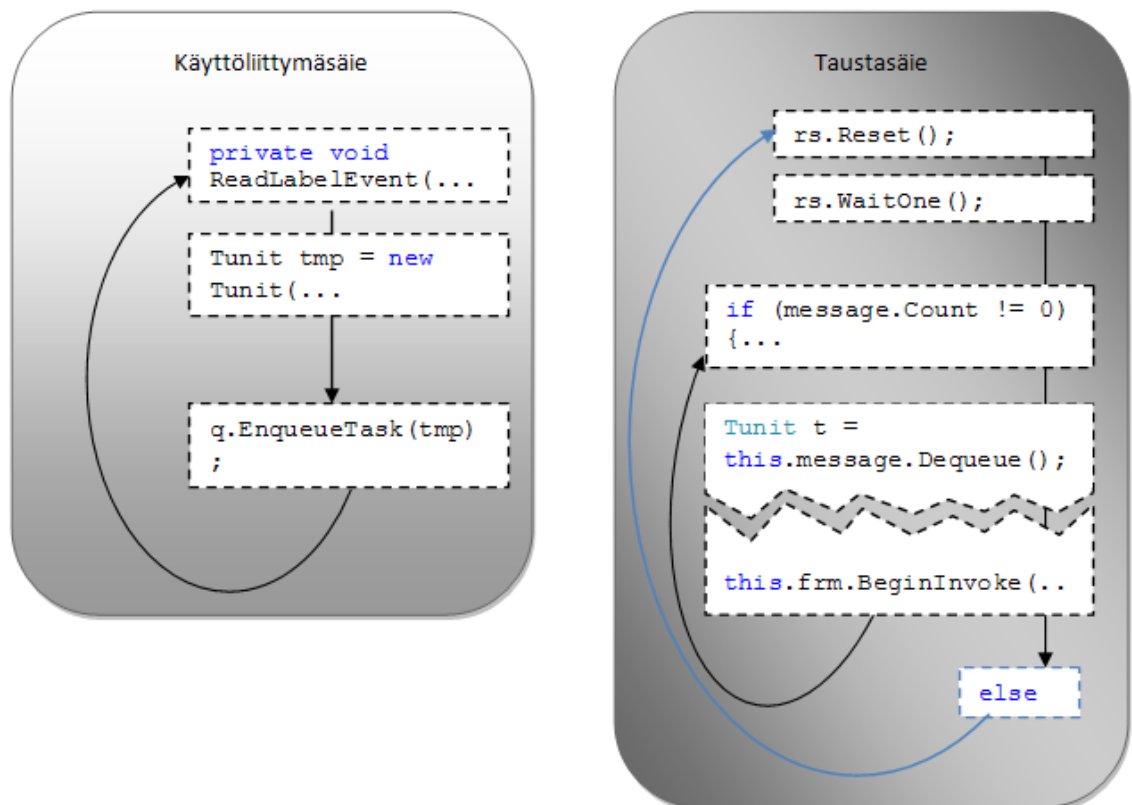 Käyttöliittymäsäie
private void
ReadLabelEvent(...
Tunit tmp = new
Tunit(...
q.EnqueueTask(tmp)
;
Taustasäie
rs.Reset();
rs.WaitOne();
if (message.Count != 0)
{...
Tunit t =
this.message.Dequeue();
this.frm.BeginInvoke(..
else